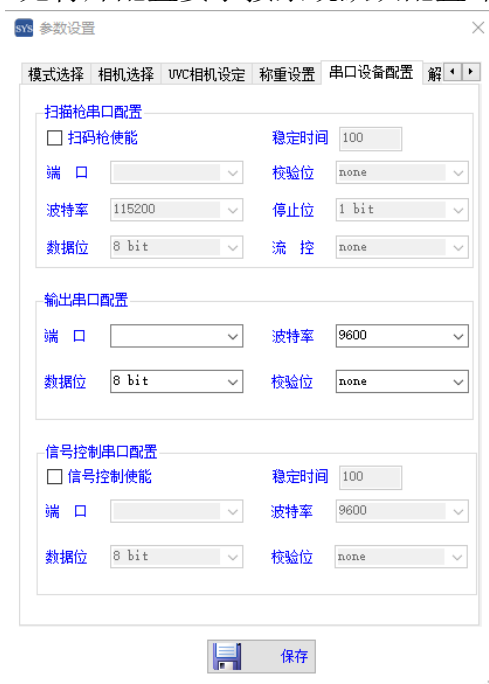 SYS 参数设置
模式选择 相机选择 UVC相机设定 称重设置 串口设备配置 解
扫描枪串口配置
扫码枪使能 稳定时间 100
端 口 校验位 none
波特率 115200 停止位 1 bit
数据位 8 bit 流 控 none
输出串口配置
端 口 波特率 9600
数据位 8 bit 校验位 none
信号控制串口配置
信号控制使能 稳定时间 100
端 口 波特率 9600
数据位 8 bit 校验位 none
保存